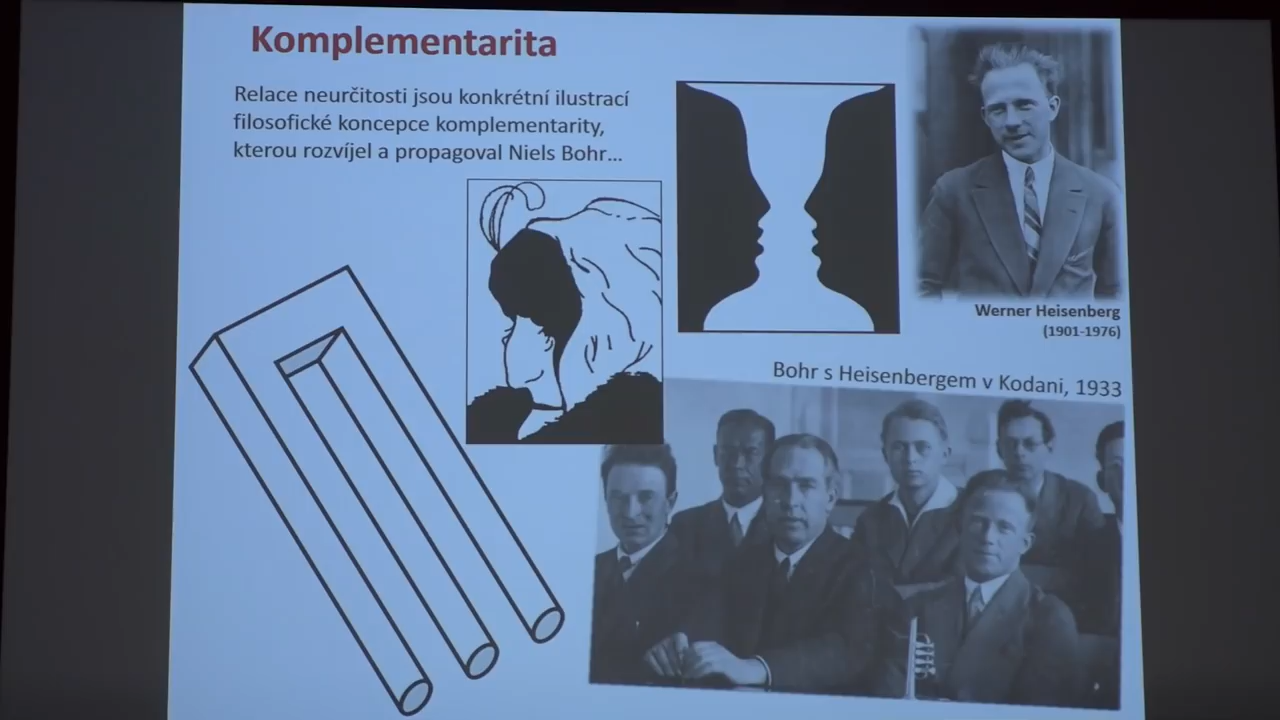 Komplementarita
Relace neurčitosti jsou konkrétní ilustrací
filosofické koncepce komplementarity,
kterou rozvíjel a propagoval Niels Bohr…
Werner Heisenberg
(1901-1976)
Bohr s Heisenbergem v Kodani, 1933